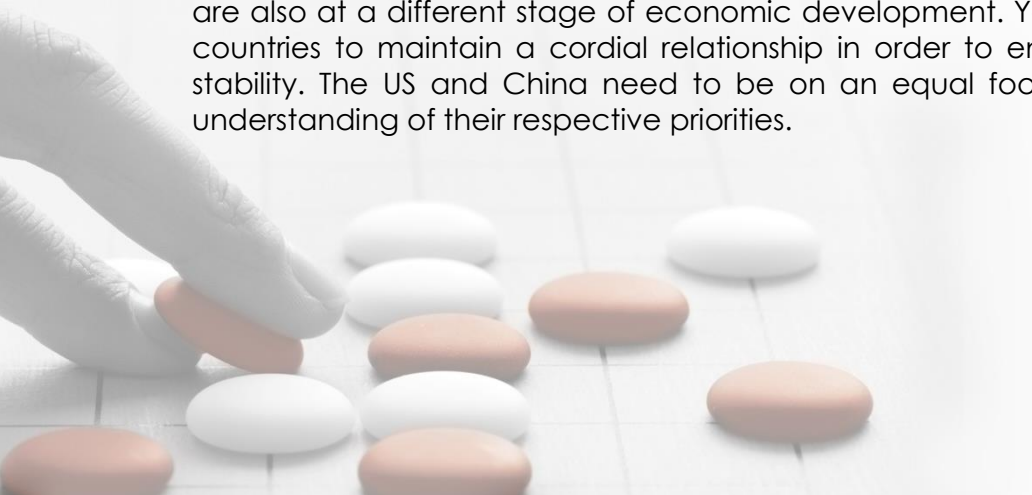 are also at a different stage of economic development.
countries to maintain a cordial relationship in order to
stability. The US and China need to be on an equal
understanding of their respective priorities.